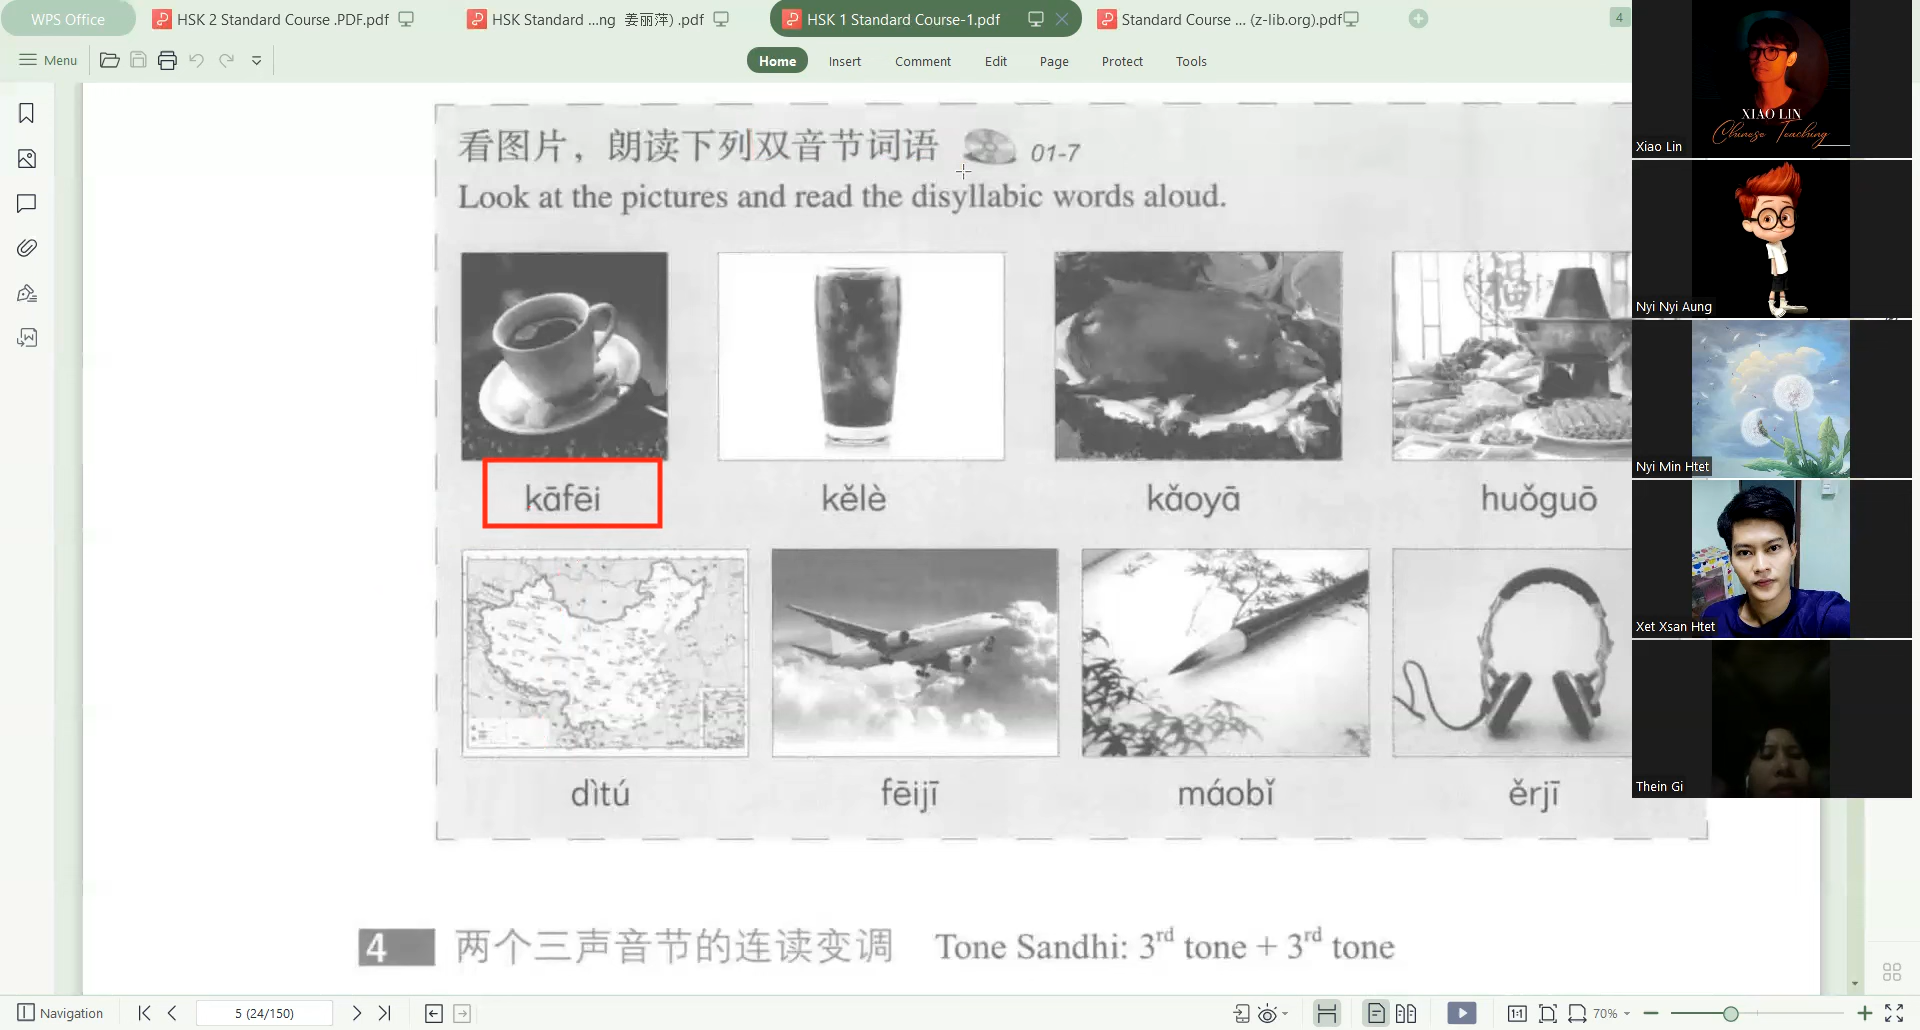 WPS Office
HSK 2 Standard Course .PDF.pdf
HSK Standard ...ng 姜丽萍) .pdf
HSK 1 Standard Course-1.pdf
Standard Course ... (z-lib.org).pdf
4
Menu
Home
Insert
Comment
Edit
Page
Protect
Tools
看图片，朗读下列双音节词语 01-7
Look at the pictures and read the disyllabic words aloud.
福
kāfēi
kělè
kǎoyā
huǒguō
dìtú
fēijī
máobǐ
ěrjī
4 两个三声音节的连读变调 Tone Sandhi: 3rd tone + 3rd tone
XIAO LIN
Chinese Teaching
Xiao Lin
Nyi Nyi Aung
Nyi Min Htet
Xet Xsan Htet
Thein Gi
Navigation
5 (24/150)
1:1
70%